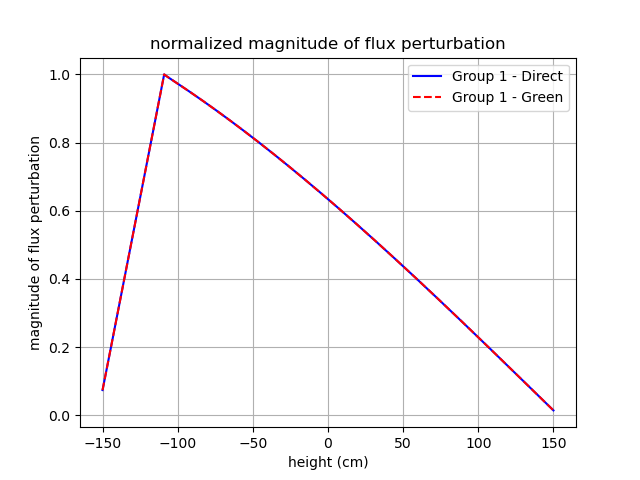 normalized magnitude of flux perturbation
Group 1 - Direct
Group 1 - Green
1.0
0.8
0.6
0.4
0.2
0.0
magnitude of flux perturbation
−150
−100
−50
0
50
100
150
height (cm)